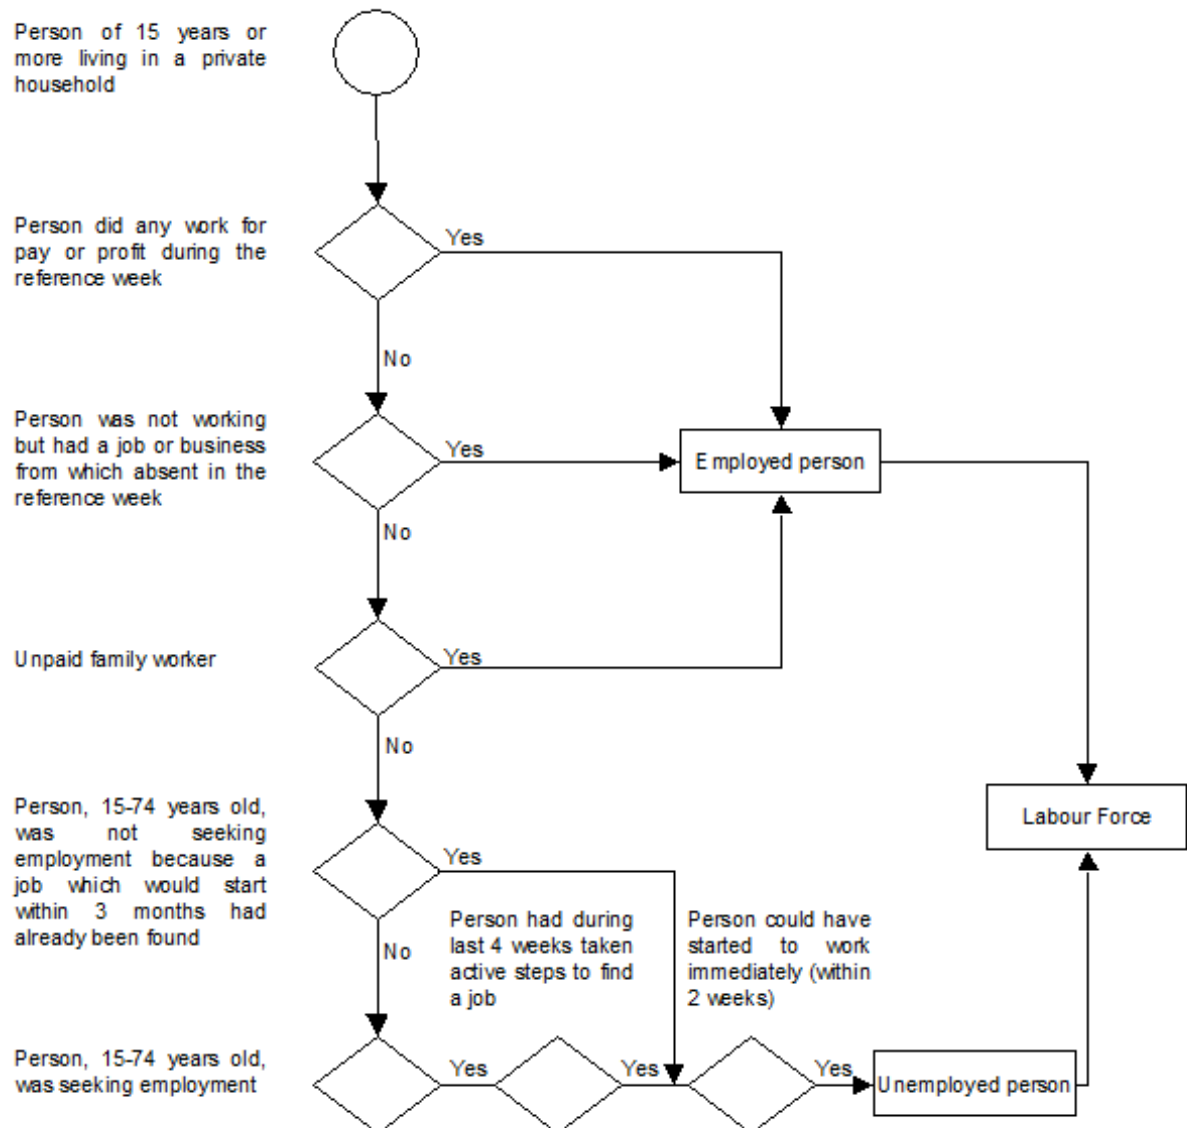 Person of 15 years or
more living in a private
household
Person did any work for
pay or profit during the
reference week
Yes
No
Person was not working
but had a job or business
from which absent in the
reference week
Yes
Employed person
No
Unpaid family worker
Yes
No
Person, 15-74 years old,
was not seeking
employment because a
job which would start
within 3 months had
already been found
Yes
Labour Force
No
Person had during
last 4 weeks taken
active steps to find
a job
Person could have
started to work
immediately (within
2 weeks)
Person, 15-74 years old,
was seeking employment
Yes
Yes
Yes
Unemployed person